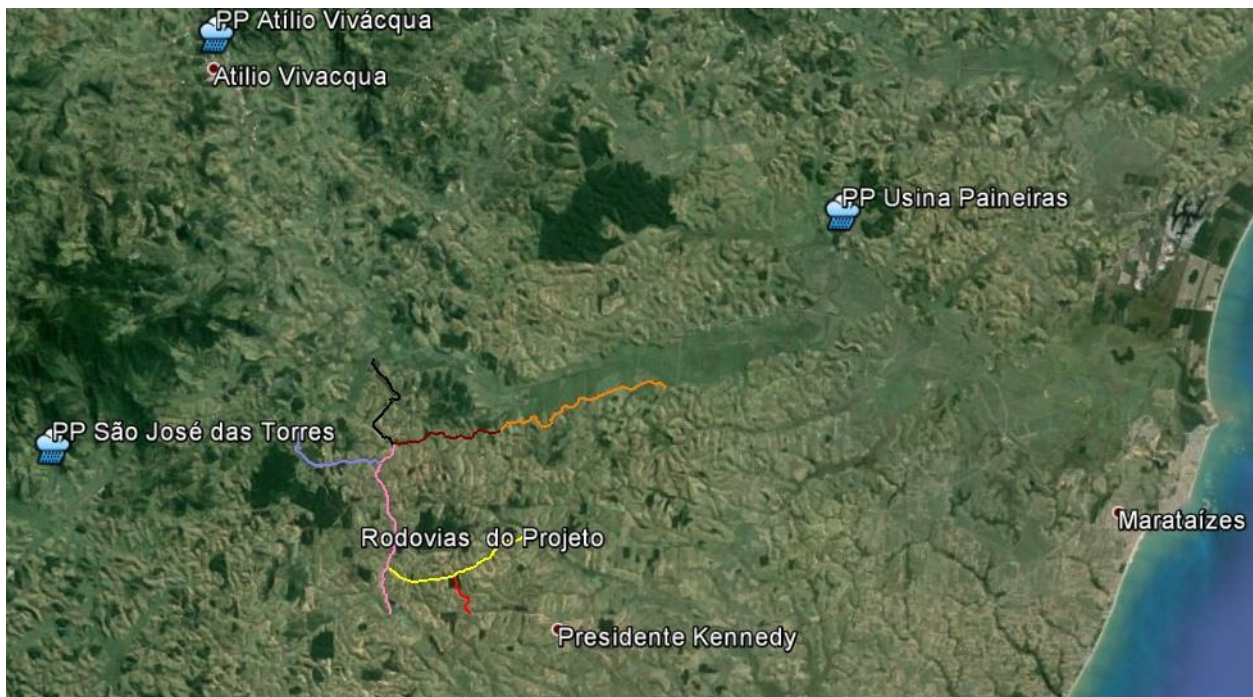 PP Atílio Vivácqua
Atilio Vivacqua
PP Usina Paineiras
PP São José das Torres
Marataízes
Rodovias  do Projeto
Presidente Kennedy